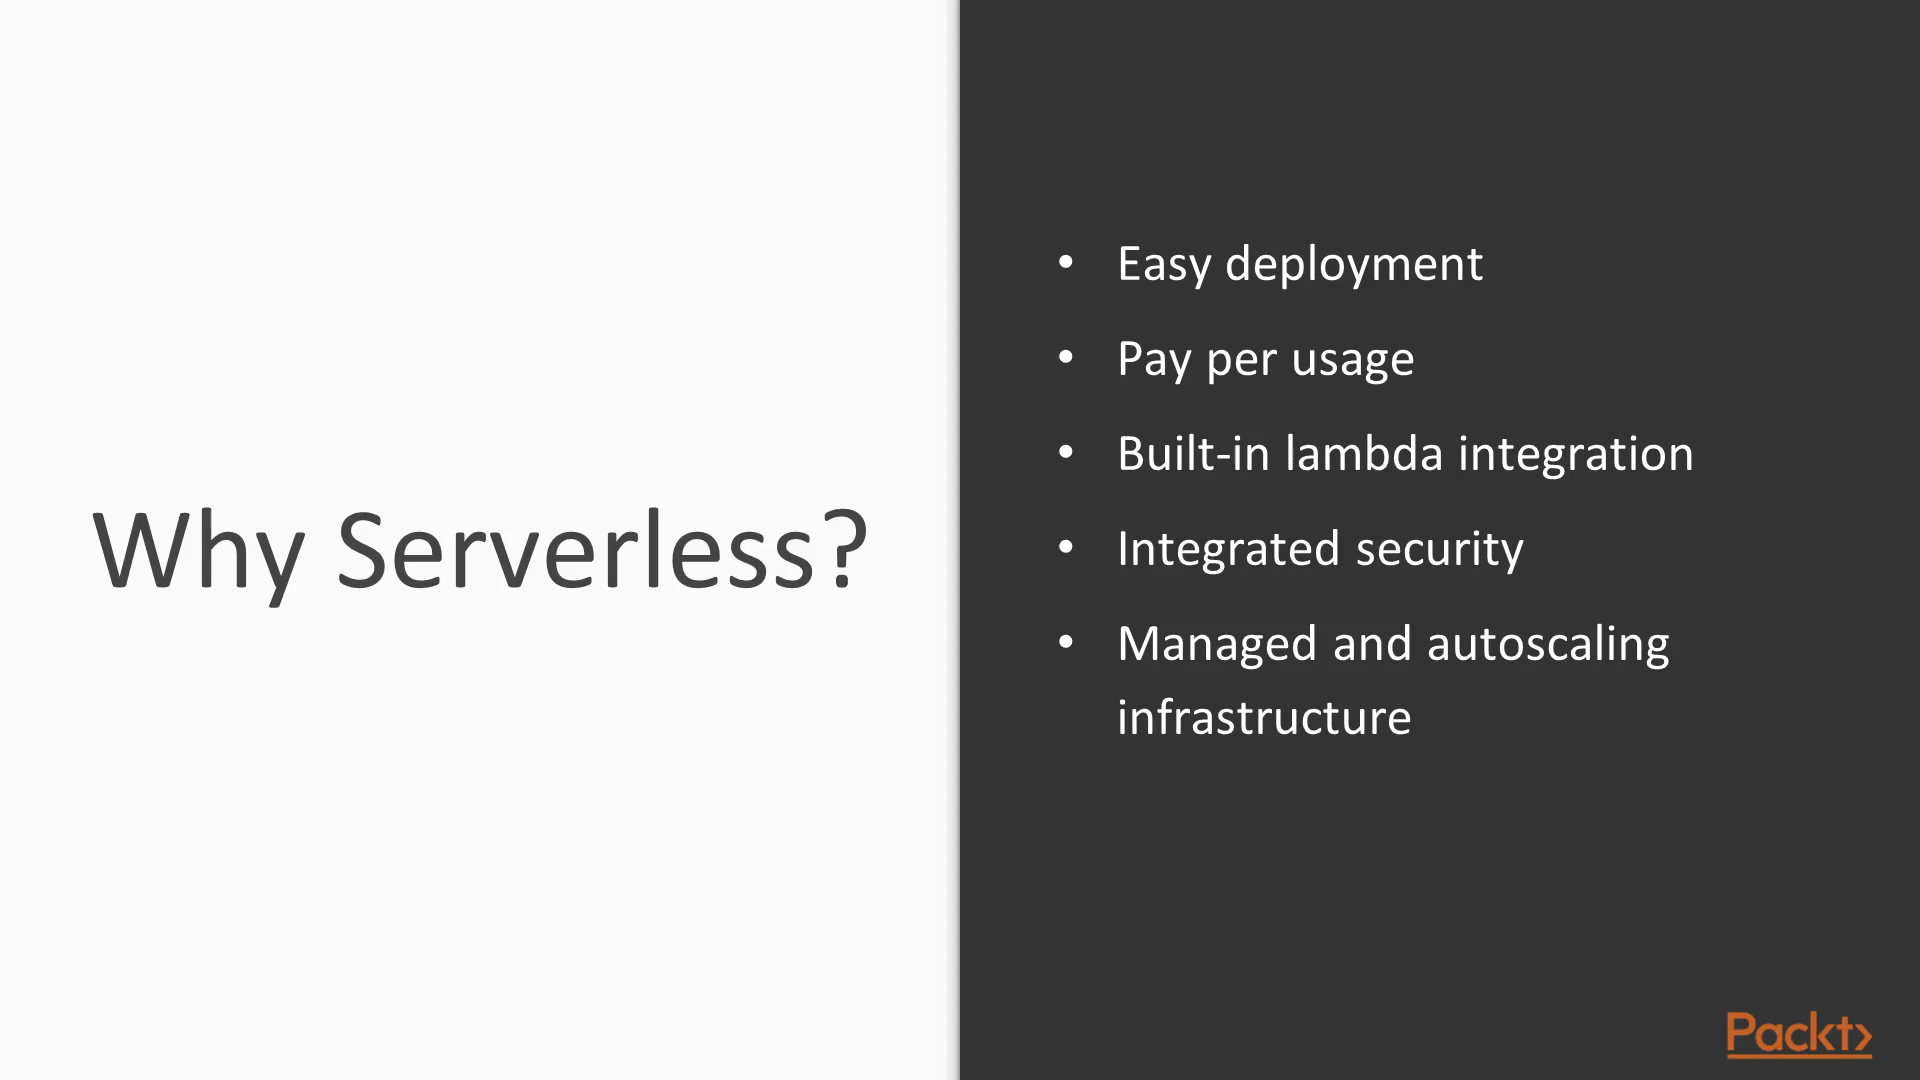 Why Serverless?
• Easy deployment
• Pay per usage
• Built-in lambda integration
• Integrated security
• Managed and autoscaling
infrastructure
Packt>